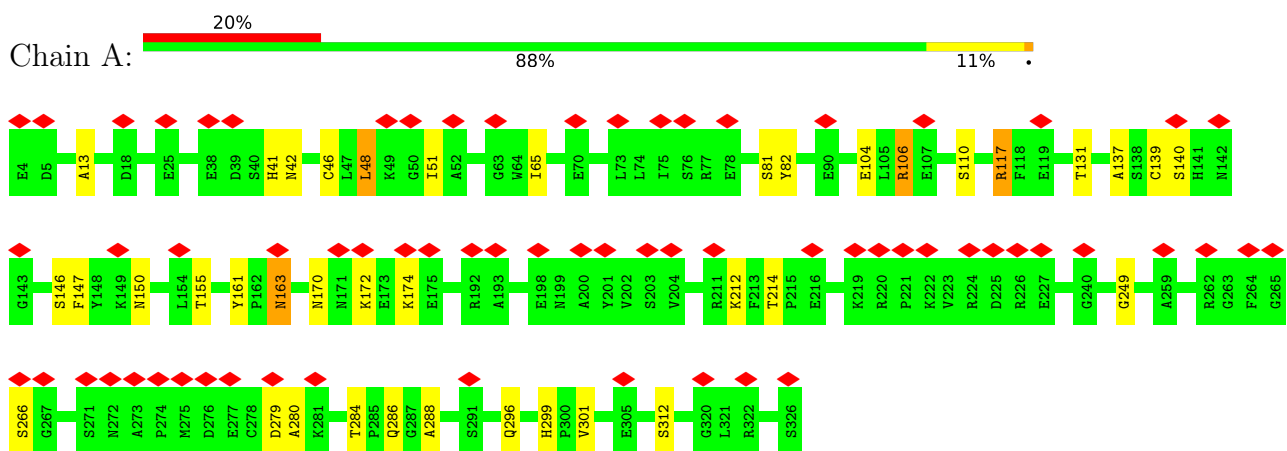 20%
Chain A:
88% 11% •
E4 D5 A13 D18 E25 E38 D39 S40 H41 N42 C46 L47 L48 K49 G50 I51 A52 G63 W64 I65 E70 L73 L74 I75 S76 R77 E78 S81 Y82 E90 E104 L105 R106 E107 S110 R117 F118 E119 T131 A137 S138 C139 S140 H141 N142
G143 S146 F147 Y148 K149 N150 L154 T155 Y161 P162 N163 N170 N171 K172 E173 K174 E175 R192 A193 E198 N199 A200 Y201 V202 S203 V204 R211 K212 F213 T214 P215 E216 K219 R220 P221 K222 V223 R224 D225 R226 E227 G240 G249 A259 R262 G263 F264 G265
S266 G267 S271 N272 A273 P274 M275 D276 E277 C278 D279 A280 K281 T284 P285 Q286 G287 A288 S291 Q296 H299 P300 V301 E305 S312 G320 L321 R322 S326